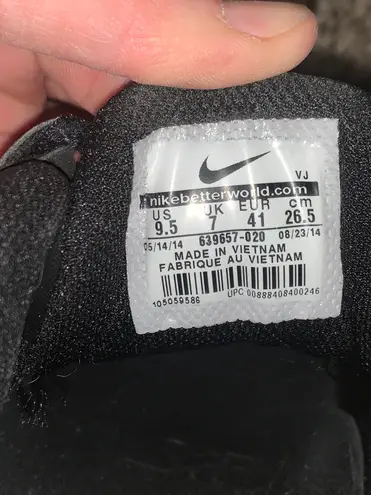 VJ
nikebetterworld.com
US UK EUR cm
9.5 7 41 26.5
05/14/14 639657-020 08/23/14
MADE IN VIETNAM
FABRIQUE AU VIETNAM
105059586 UPC 00888408400246